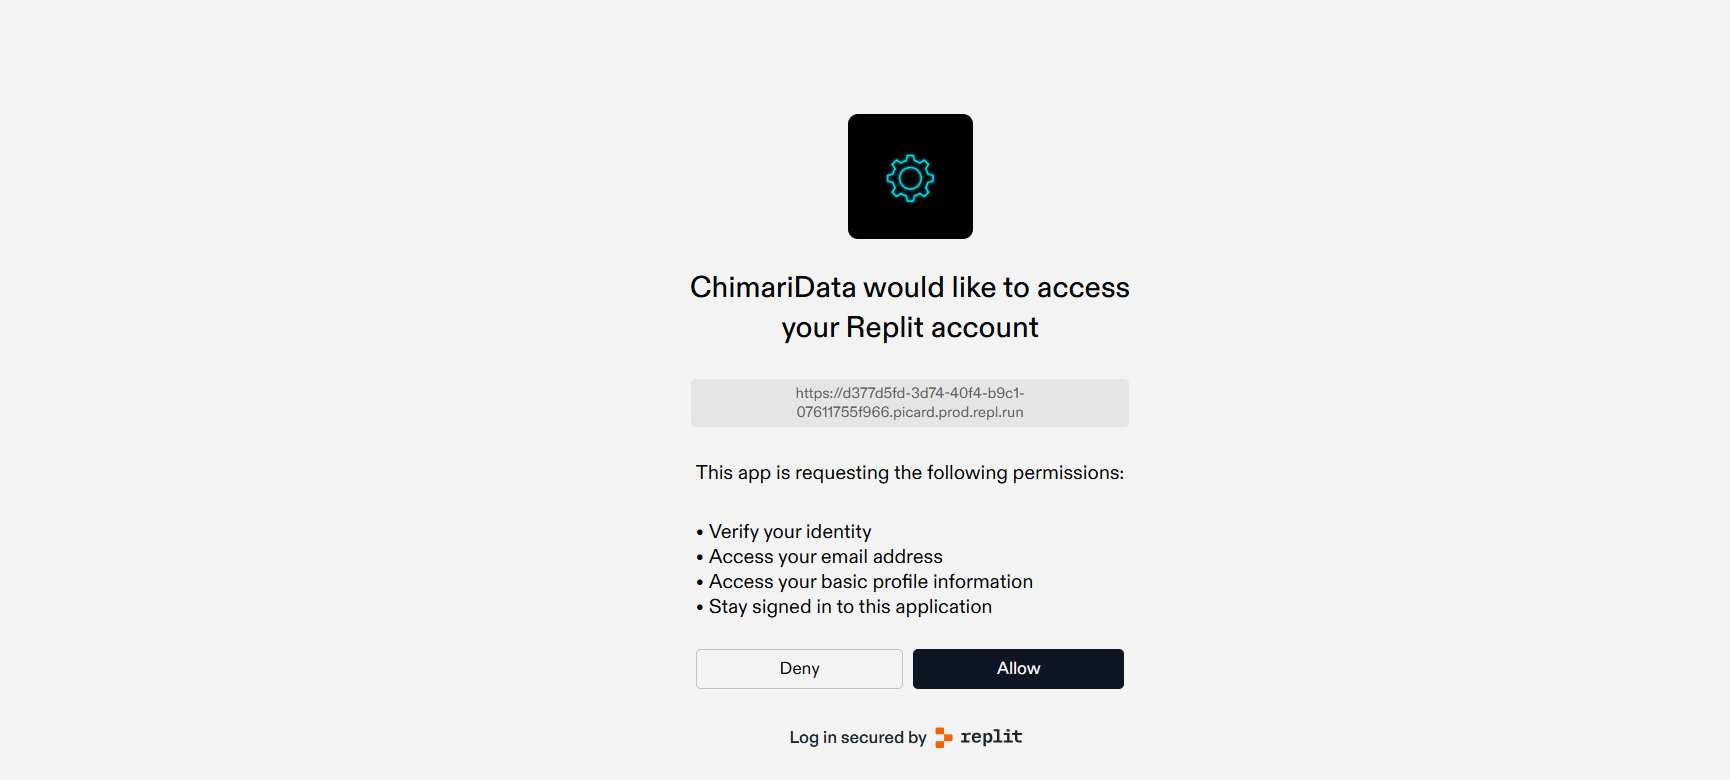 ChimariData would like to access
your Replit account
https://d377d5fd-3d74-40f4-b9c1-
07611755f966.picard.prod.repl.run
This app is requesting the following permissions:
• Verify your identity
• Access your email address
• Access your basic profile information
• Stay signed in to this application
Deny
Allow
Log in secured by replit